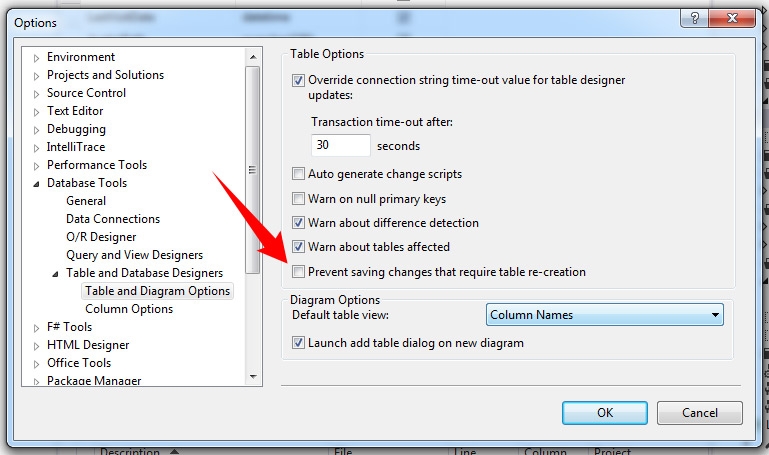 Options
Environment
Projects and Solutions
Source Control
Text Editor
Debugging
IntelliTrace
Performance Tools
Database Tools
General
Data Connections
O/R Designer
Query and View Designers
Table and Database Designers
Table and Diagram Options
Column Options
F# Tools
HTML Designer
Office Tools
Package Manager
Table Options
Override connection string time-out value for table designer
updates:
Transaction time-out after:
30 seconds
Auto generate change scripts
Warn on null primary keys
Warn about difference detection
Warn about tables affected
Prevent saving changes that require table re-creation
Diagram Options
Default table view: Column Names
Launch add table dialog on new diagram
OK Cancel
Description File Line Column Project